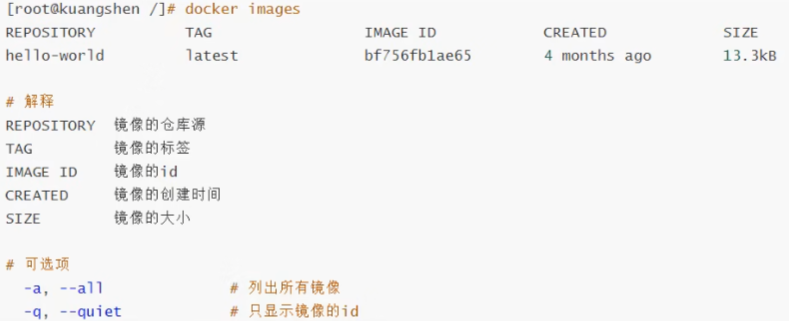 [root@kuangshen /]# docker images
REPOSITORY TAG IMAGE ID CREATED SIZE
hello-world latest bf756fb1ae65 4 months ago 13.3kB
# 解释
REPOSITORY 镜像的仓库源
TAG 镜像的标签
IMAGE ID 镜像的id
CREATED 镜像的创建时间
SIZE 镜像的大小
# 可选项
-a, --all # 列出所有镜像
-q, --quiet # 只显示镜像的id